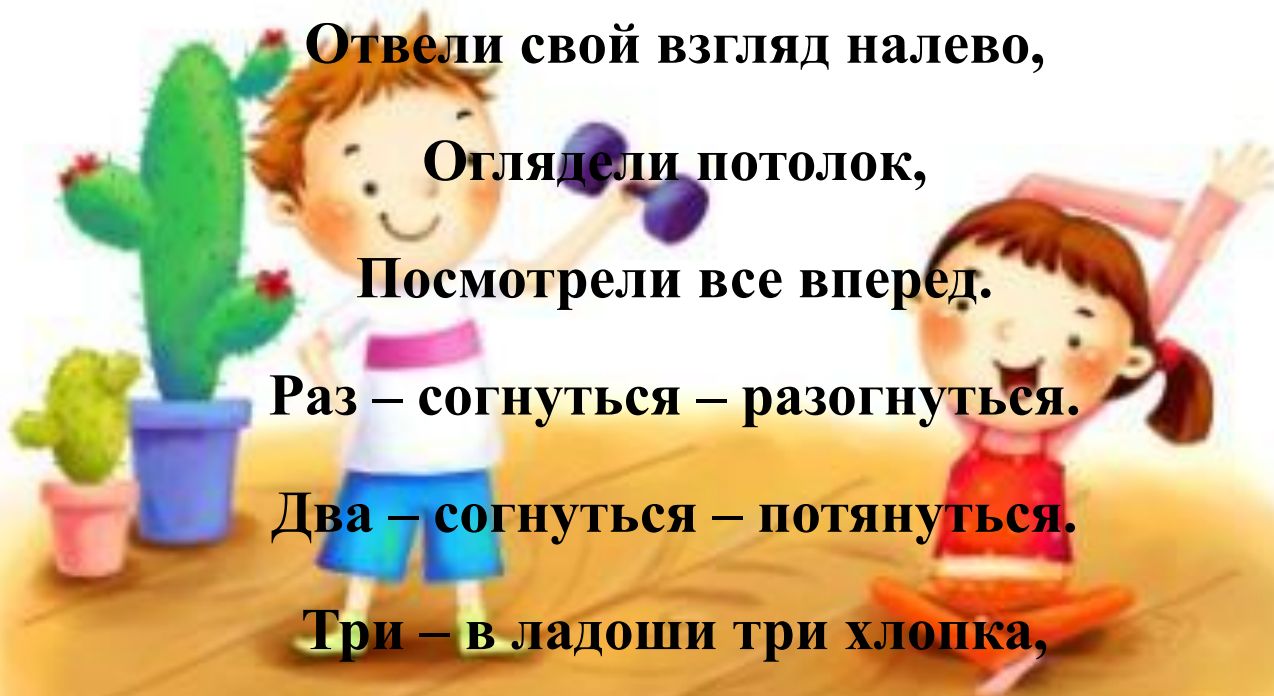 Отвели свой взгляд налево,
Оглядели потолок,
Посмотрели все вперед.
Раз – согнуться – разогнуться.
Два – согнуться – потянуться.
Три – в ладоши три хлопка,